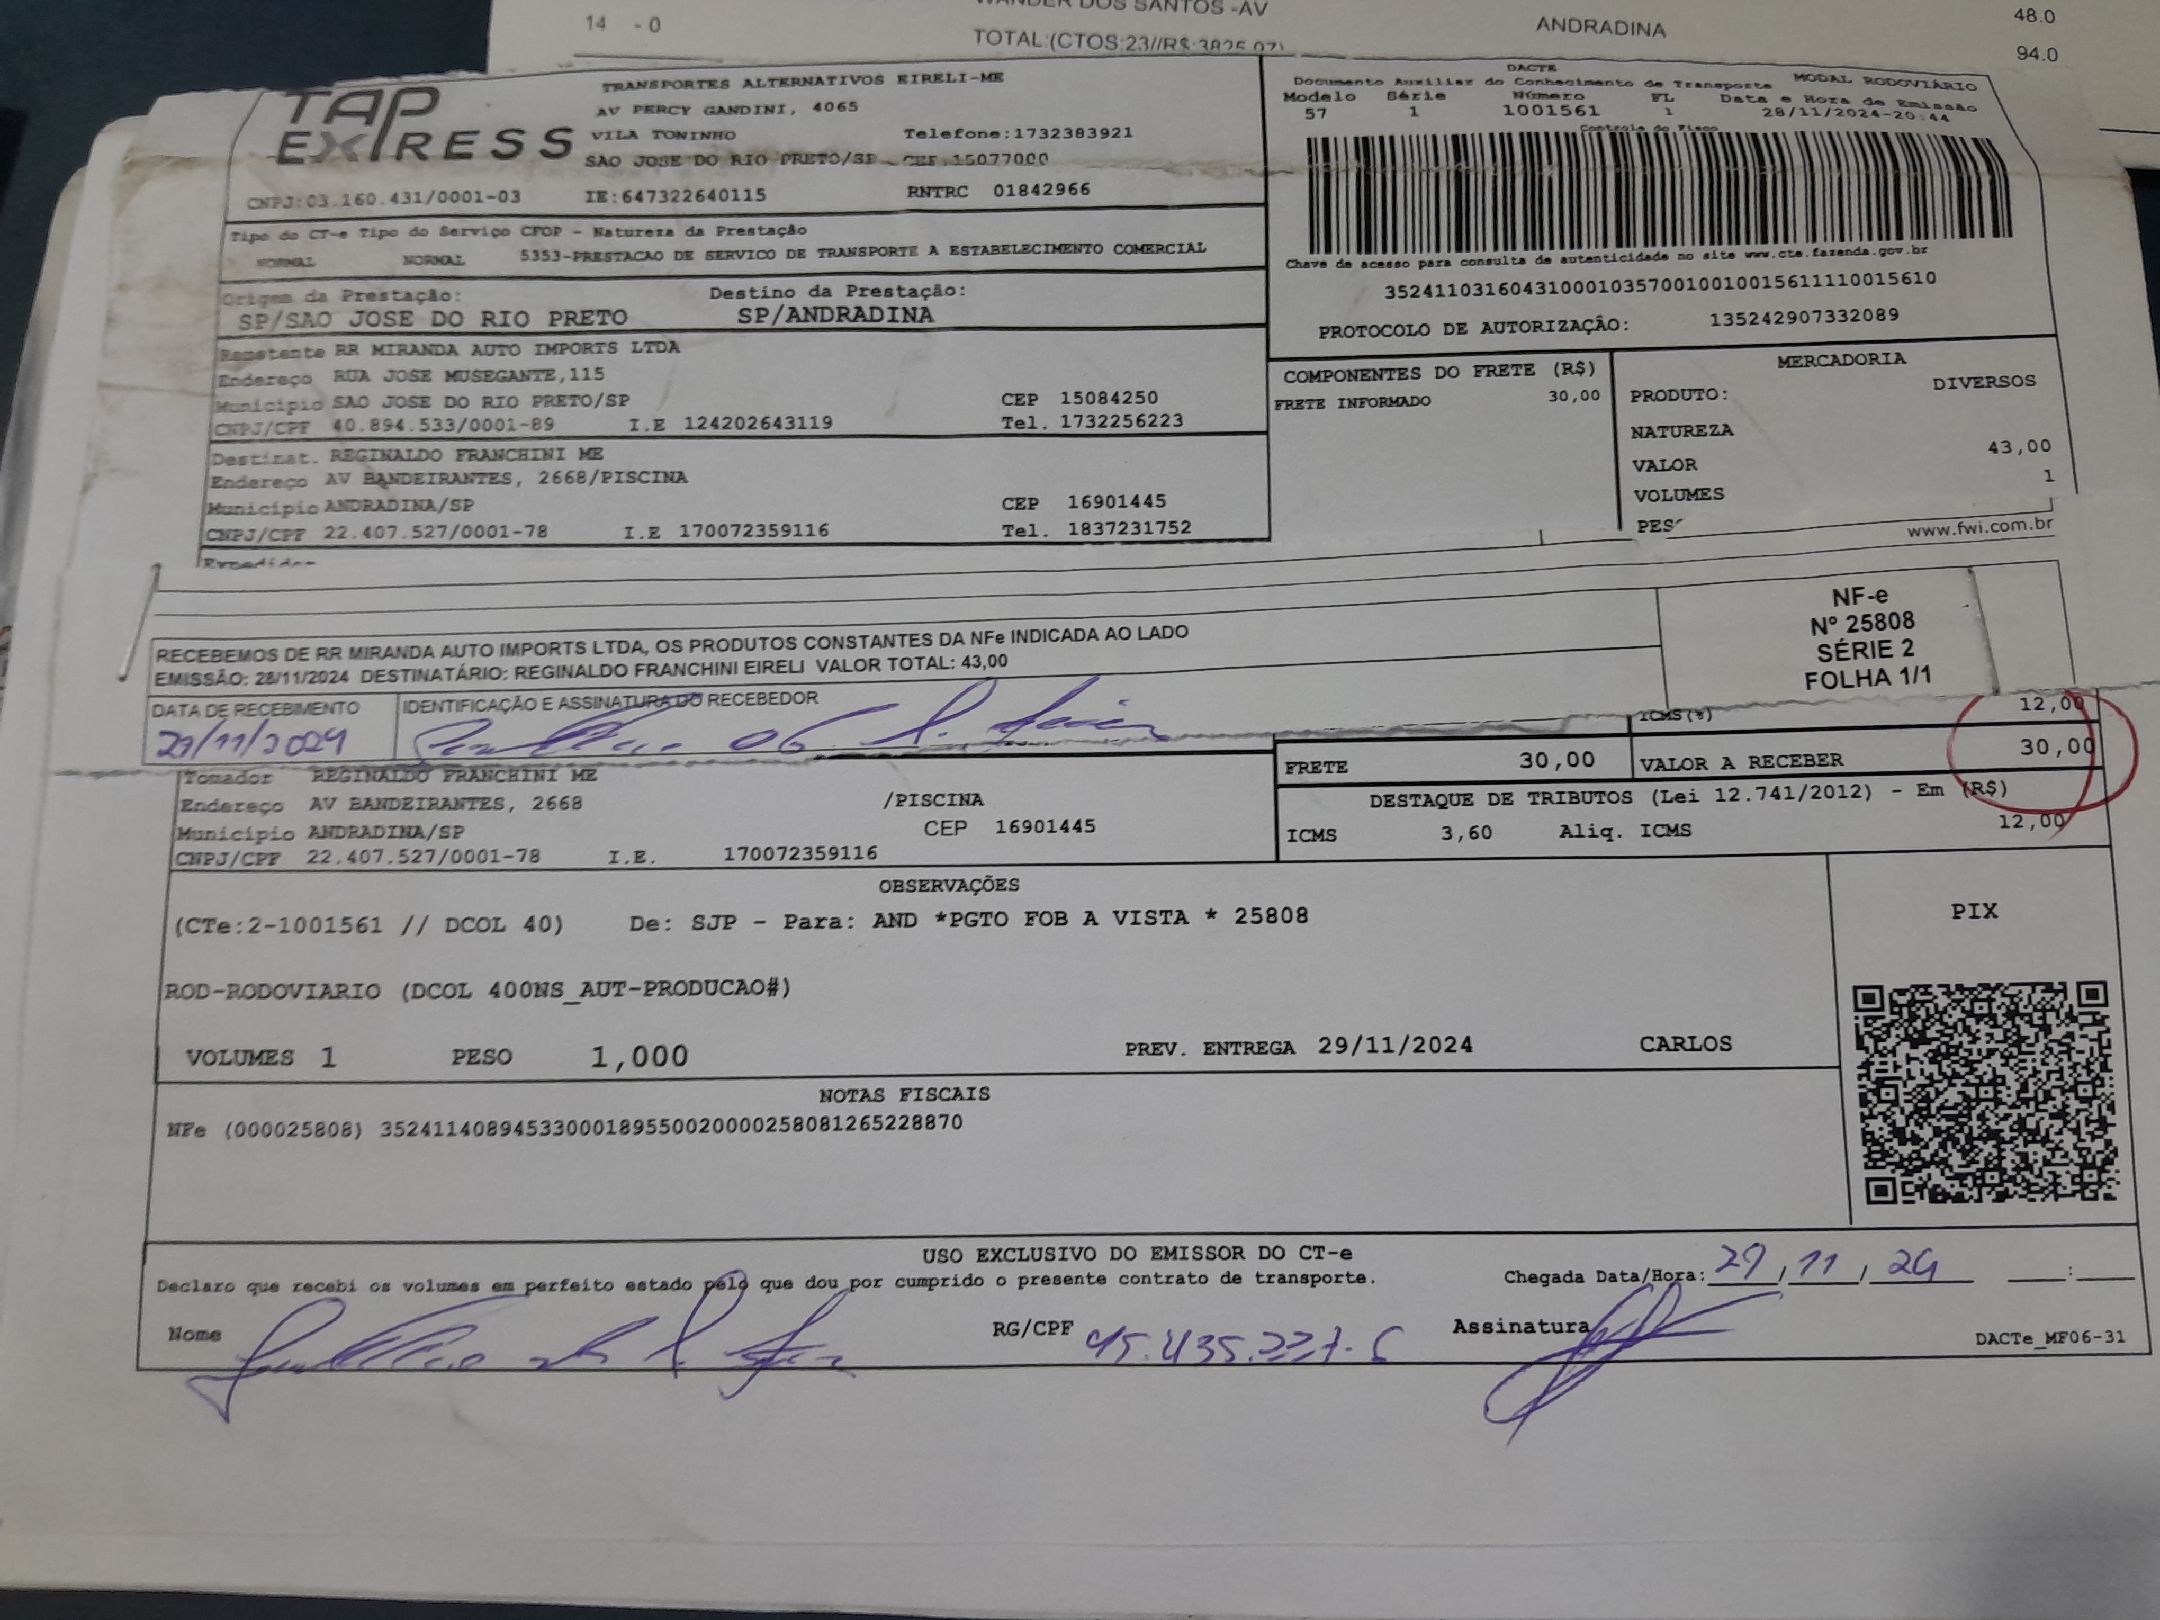 14 - 0
WANDER DOS SANTOS -AV
ANDRADINA
48.0
TOTAL:(CTOS:23//R$:3825,07)
94.0
TAP EXPRESS
TRANSPORTES ALTERNATIVOS EIRELI-ME
AV PERCY GANDINI, 4065
VILA TONINHO Telefone:1732383921
SAO JOSE DO RIO PRETO/SP CEP.15077000
CNPJ:03.160.431/0001-03 IE:647322640115 RNTRC 01842966
DACTE
Documento Auxiliar do Conhecimento de Transporte MODAL RODOVIÁRIO
Modelo Série Número FL Data e Hora de Emissão
57 1 1001561 1 28/11/2024-20:44
Controle do Fisco
Tipo do CT-e Tipo do Serviço CFOP - Natureza da Prestação
NORMAL NORMAL 5353-PRESTACAO DE SERVICO DE TRANSPORTE A ESTABELECIMENTO COMERCIAL
Chave de acesso para consulta de autenticidade no site www.cte.fazenda.gov.br
35241103160431000103570010010015611110015610
PROTOCOLO DE AUTORIZAÇÃO: 135242907332089
Origem da Prestação: Destino da Prestação:
SP/SAO JOSE DO RIO PRETO SP/ANDRADINA
Remetente RR MIRANDA AUTO IMPORTS LTDA
Endereço RUA JOSE MUSEGANTE,115
Município SAO JOSE DO RIO PRETO/SP CEP 15084250
CNPJ/CPF 40.894.533/0001-89 I.E 124202643119 Tel. 1732256223
COMPONENTES DO FRETE (R$)
FRETE INFORMADO 30,00
MERCADORIA
PRODUTO: DIVERSOS
NATUREZA
VALOR 43,00
VOLUMES 1
PES
Destinat. REGINALDO FRANCHINI ME
Endereço AV BANDEIRANTES, 2668/PISCINA
Município ANDRADINA/SP CEP 16901445
CNPJ/CPF 22.407.527/0001-78 I.E 170072359116 Tel. 1837231752
Expedidor
www.fwi.com.br
RECEBEMOS DE RR MIRANDA AUTO IMPORTS LTDA, OS PRODUTOS CONSTANTES DA NFe INDICADA AO LADO
EMISSÃO: 28/11/2024 DESTINATÁRIO: REGINALDO FRANCHINI EIRELI VALOR TOTAL: 43,00
NF-e
Nº 25808
SÉRIE 2
FOLHA 1/1
DATA DE RECEBIMENTO IDENTIFICAÇÃO E ASSINATURA DO RECEBEDOR
29/11/2024
ICMS(%) 12,00
FRETE 30,00 VALOR A RECEBER 30,00
Tomador REGINALDO FRANCHINI ME
Endereço AV BANDEIRANTES, 2668 /PISCINA
Município ANDRADINA/SP CEP 16901445
CNPJ/CPF 22.407.527/0001-78 I.E. 170072359116
DESTAQUE DE TRIBUTOS (Lei 12.741/2012) - Em (R$)
ICMS 3,60 Aliq. ICMS 12,00
OBSERVAÇÕES
(CTe:2-1001561 // DCOL 40) De: SJP - Para: AND *PGTO FOB A VISTA * 25808
ROD-RODOVIARIO (DCOL 400NS_AUT-PRODUCAO#)
VOLUMES 1 PESO 1,000 PREV. ENTREGA 29/11/2024 CARLOS
PIX
NOTAS FISCAIS
NFe (000025808) 35241140894533000189550020000258081265228870
USO EXCLUSIVO DO EMISSOR DO CT-e
Declaro que recebi os volumes em perfeito estado pelo que dou por cumprido o presente contrato de transporte.
Chegada Data/Hora: 29/11/24 __:__
Nome RG/CPF 45.435.227-6 Assinatura
DACTe_MF06-31